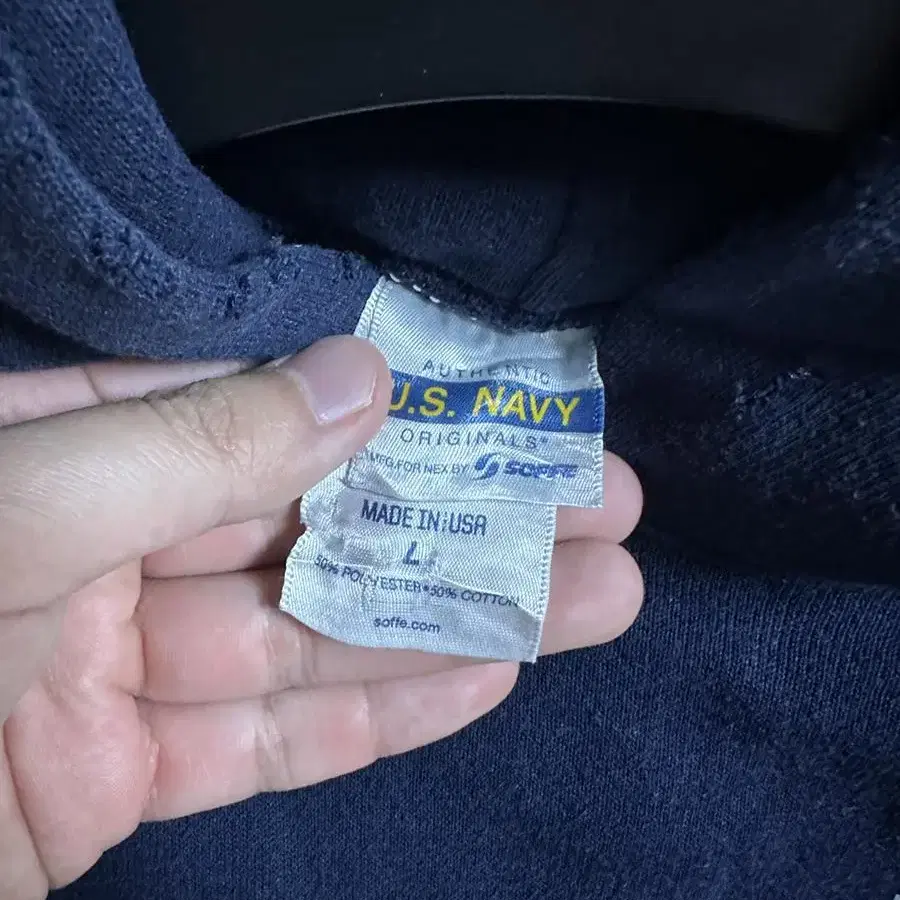 AUTHENTIC
U.S. NAVY
ORIGINALS®
MFG. FOR NEX BY SOFFE
MADE IN USA
L
50% POLYESTER • 50% COTTON
soffe.com